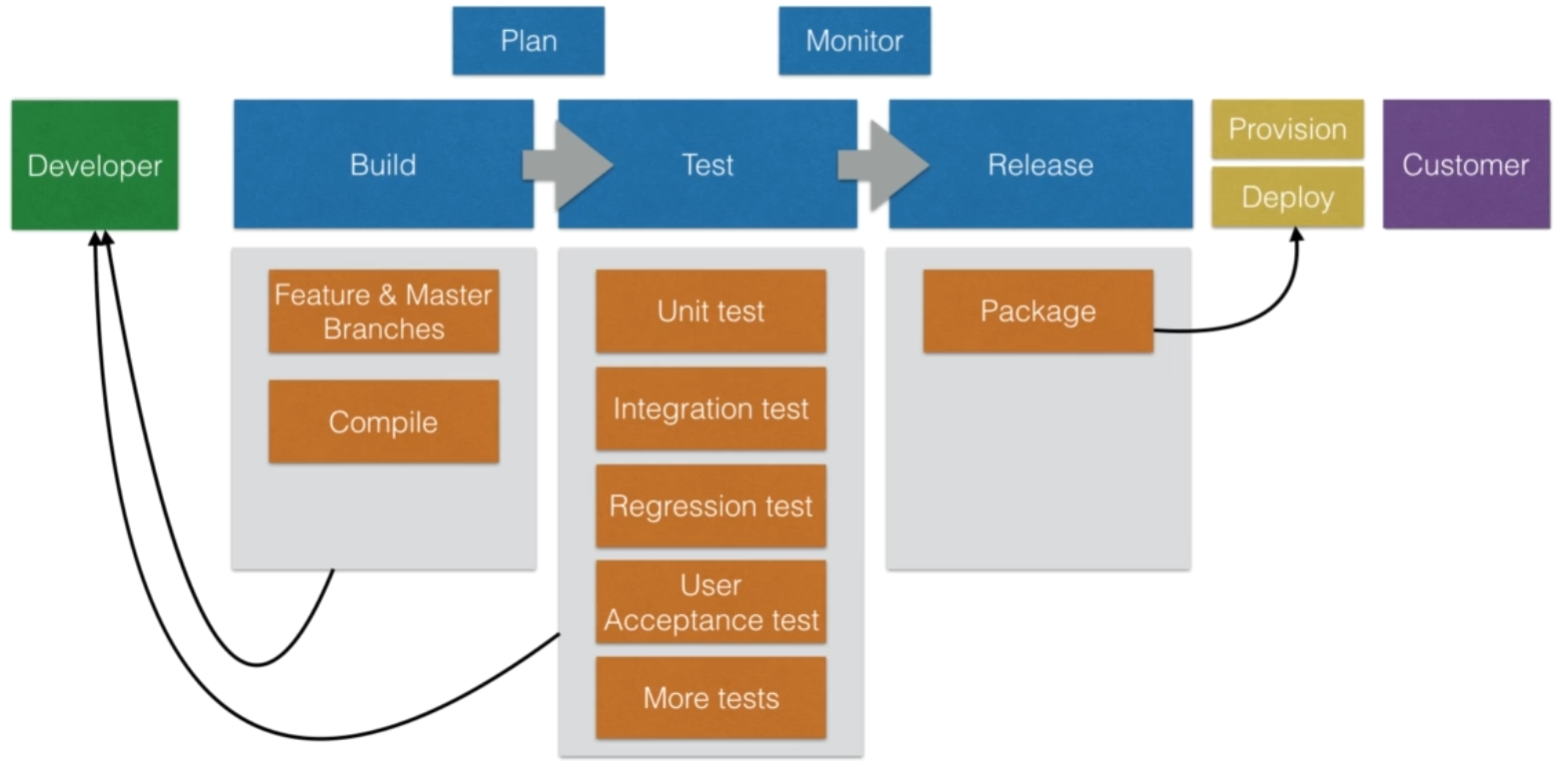 Plan
Monitor
Developer
Build
Test
Release
Provision
Deploy
Customer
Feature & Master
Branches
Compile
Unit test
Integration test
Regression test
User
Acceptance test
More tests
Package